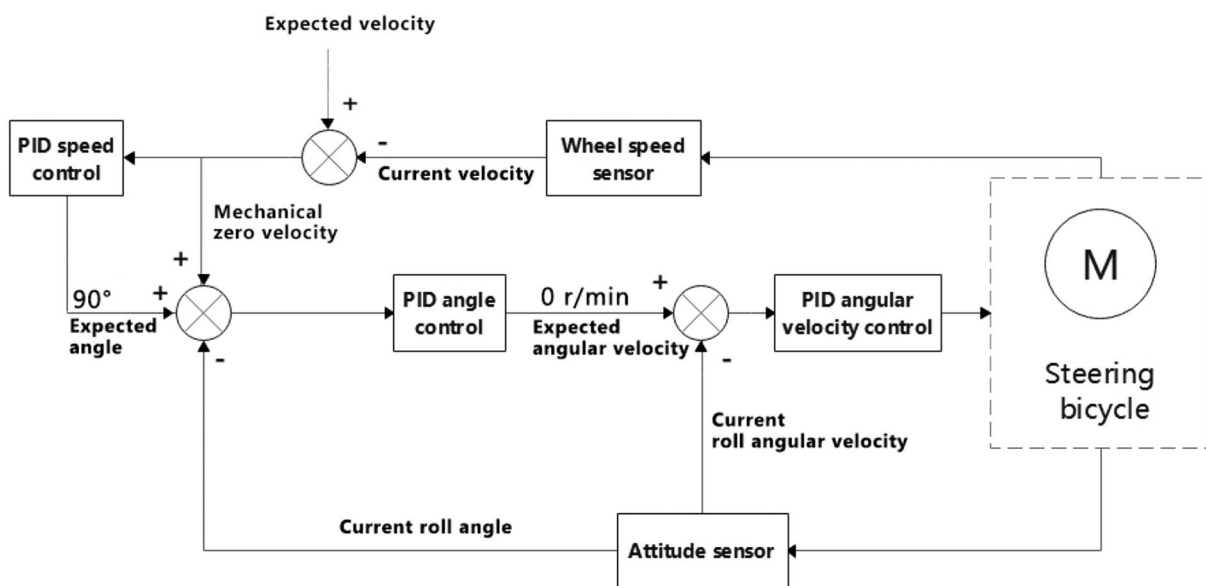 Expected velocity
+
PID speed
control
-
Current velocity
Wheel speed
sensor
Mechanical
zero velocity
M
Steering
bicycle
+
90°
+
Expected
angle
-
PID angle
control
0 r/min
Expected
angular velocity
+
-
PID angular
velocity control
Current
roll angular velocity
Current roll angle
Attitude sensor